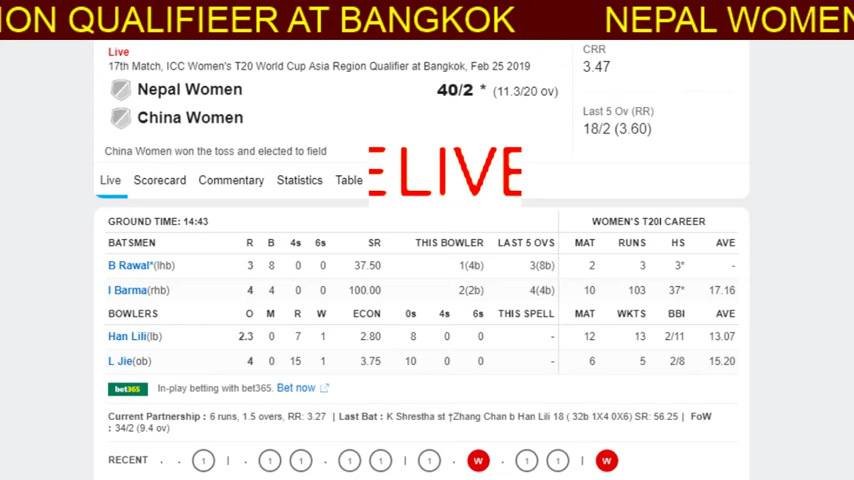 ION QUALIFIEER AT BANGKOK NEPAL WOMEN
Live
17th Match, ICC Women's T20 World Cup Asia Region Qualifier at Bangkok, Feb 25 2019
Nepal Women 40/2 * (11.3/20 ov)
China Women
China Women won the toss and elected to field
CRR
3.47
Last 5 Ov (RR)
18/2 (3.60)
Live Scorecard Commentary Statistics Table
E LIVE
GROUND TIME: 14:43 WOMEN'S T20I CAREER
BATSMEN R B 4s 6s SR THIS BOWLER LAST 5 OVS MAT RUNS HS AVE
B Rawal*(lhb) 3 8 0 0 37.50 1(4b) 3(8b) 2 3 3* -
I Barma(rhb) 4 4 0 0 100.00 2(2b) 4(4b) 10 103 37* 17.16
BOWLERS O M R W ECON 0s 4s 6s THIS SPELL MAT WKTS BBI AVE
Han Lili(lb) 2.3 0 7 1 2.80 8 0 0 - 12 13 2/11 13.07
L Jie(ob) 4 0 15 1 3.75 10 0 0 - 6 5 2/8 15.20
bet365 In-play betting with bet365. Bet now
Current Partnership : 6 runs, 1.5 overs, RR: 3.27 | Last Bat : K Shrestha st †Zhang Chan b Han Lili 18 ( 32b 1X4 0X6) SR: 56.25 | FoW
: 34/2 (9.4 ov)
RECENT . . 1 | . 1 1 . 1 1 | 1 . W . 1 1 | W